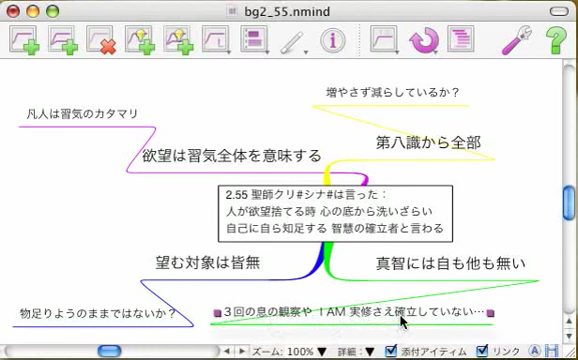 bg2_55.nmind
増やさず減らしているか？
凡人は習気のカタマリ
第八識から全部
欲望は習気全体を意味する
2.55 聖師クリ#シナ#は言った：
人が欲望捨てる時 心の底から洗いざらい
自己に自ら知足する 智慧の確立者と言わる
望む対象は皆無
真智には自も他も無い
物足りようのままではないか？
３回の息の観察や ＩAM 実修さえ確立していない…
ズーム: 100% 詳細: 添付アイティム リンク A